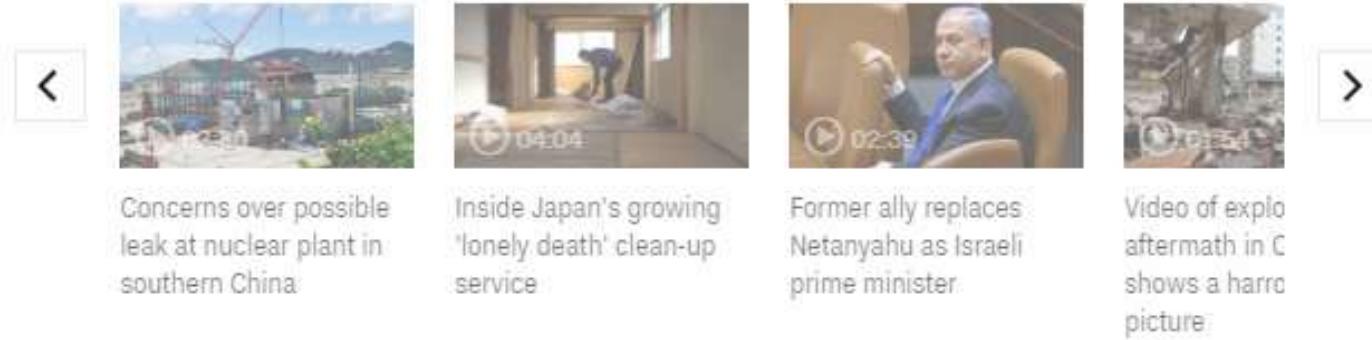 04:04
02:39
01:54
Concerns over possible
leak at nuclear plant in
southern China
Inside Japan's growing
'lonely death' clean-up
service
Former ally replaces
Netanyahu as Israeli
prime minister
Video of explo
aftermath in C
shows a harro
picture